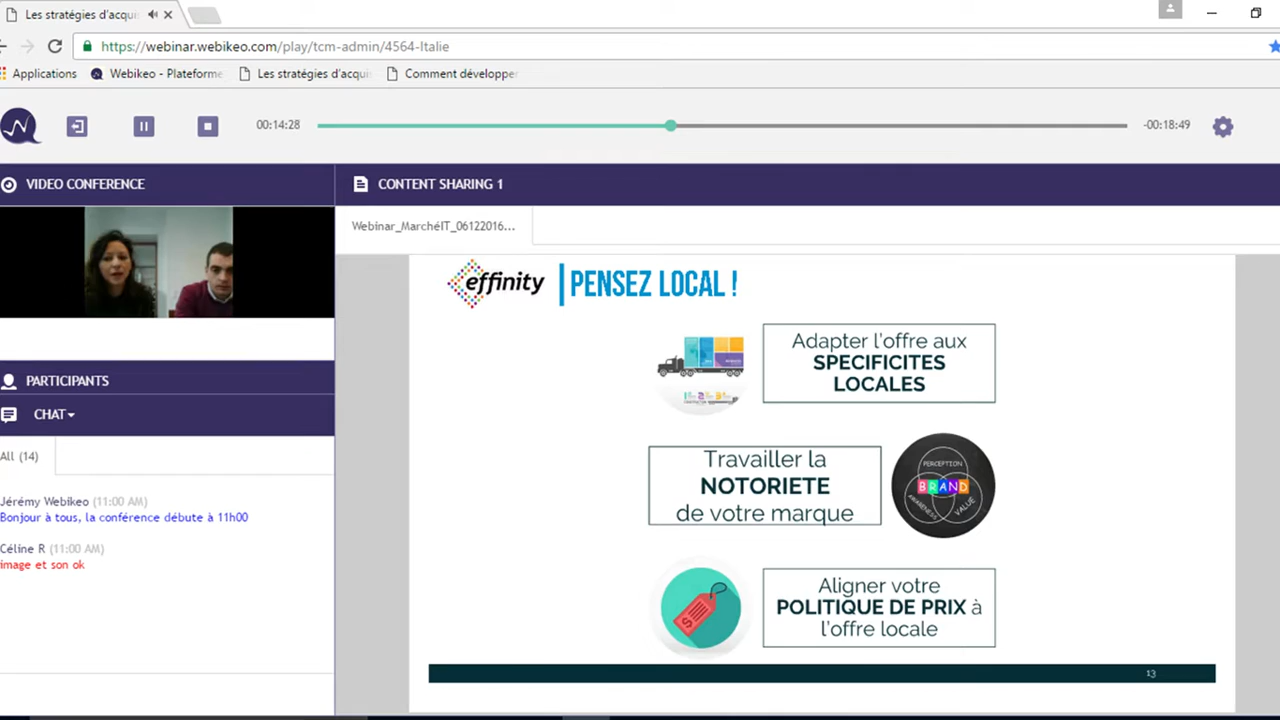 Les stratégies d'acqui
https://webinar.webikeo.com/play/tcm-admin/4564-Italie
Applications
Webikeo - Plateforme
Les stratégies d'acqui
Comment développer
00:14:28
-00:18:49
VIDEO CONFERENCE
CONTENT SHARING 1
Webinar_MarchéIT_06122016...
effinity
PENSEZ LOCAL !
Adapter l'offre aux
SPECIFICITES
LOCALES
Travailler la
NOTORIETE
de votre marque
PERCEPTION
BRAND
AWARENESS
VALUE
Aligner votre
POLITIQUE DE PRIX à
l'offre locale
$
13
PARTICIPANTS
CHAT
All (14)
Jérémy Webikeo (11:00 AM)
Bonjour à tous, la conférence débute à 11h00
Céline R (11:00 AM)
image et son ok